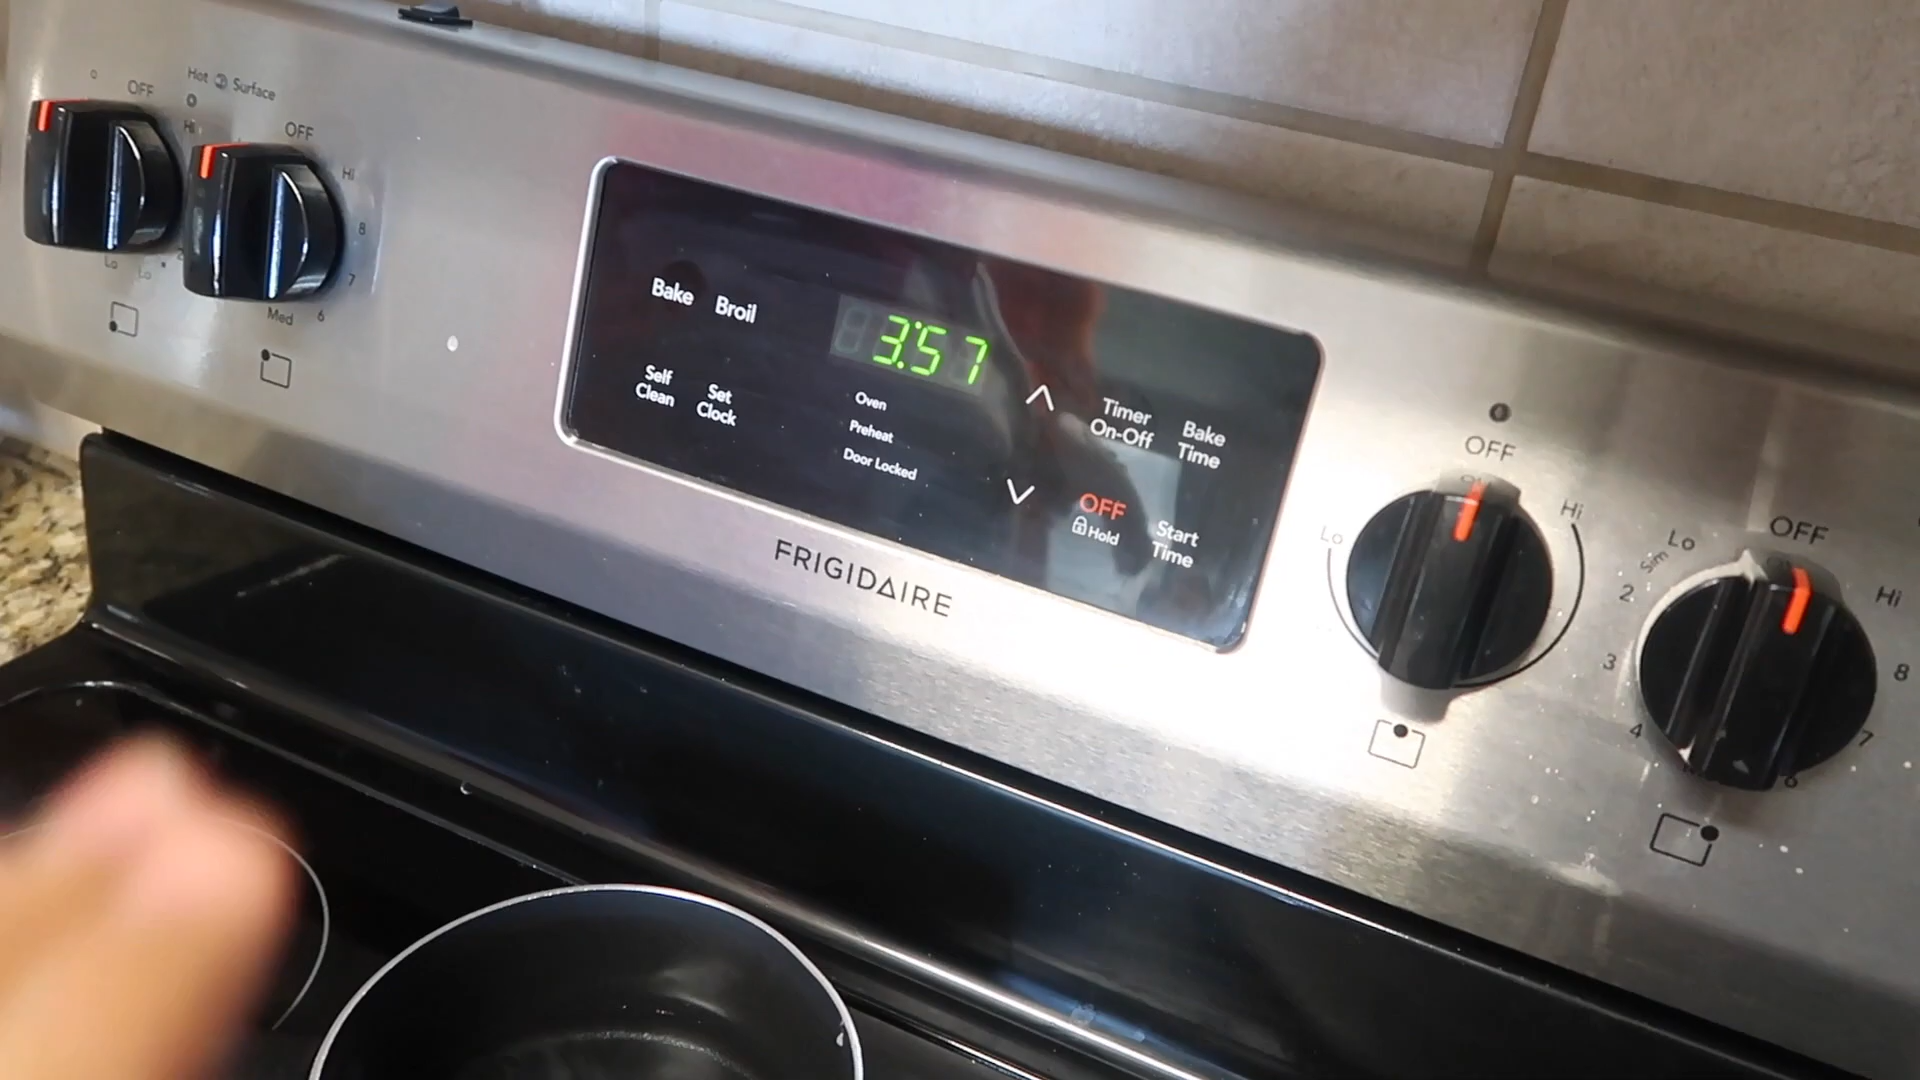 Hot Surface
OFF
Hi
Lo
Lo
2
OFF
Hi
8
7
6
Med
Bake
Broil
3:57
Self
Clean
Set
Clock
Oven
Preheat
Door Locked
Timer
On-Off
Bake
Time
OFF
Hold
Start
Time
FRIGIDAIRE
OFF
Lo
Hi
OFF
Lo
Sim
2
3
4
Hi
8
7
6